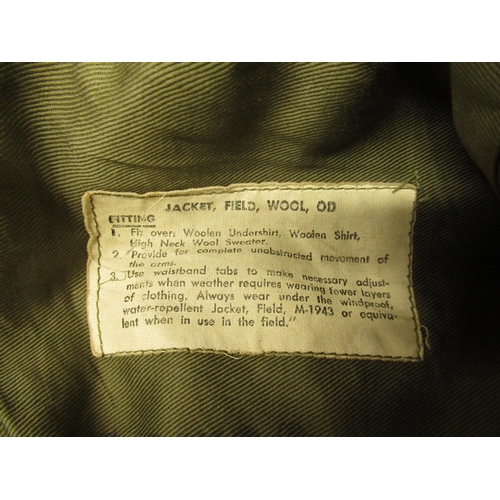 JACKET, FIELD, WOOL, OD
FITTING
1. Fit over: Woolen Undershirt, Woolen Shirt,
High Neck Wool Sweater.
2. "Provide for complete unobstructed movement of
the arms.
3. Use waistband tabs to make necessary adjust-
ments when weather requires wearing fewer layers
of clothing. Always wear under the windproof,
water-repellent Jacket, Field, M-1943 or equiva-
lent when in use in the field."